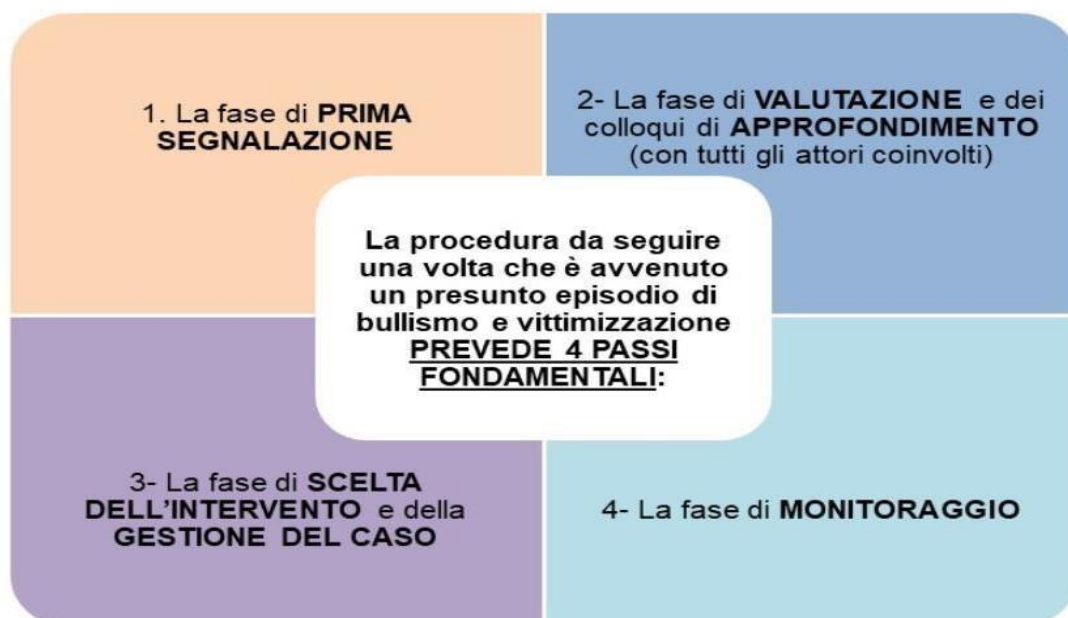 1. La fase di PRIMA
SEGNALAZIONE
2- La fase di VALUTAZIONE e dei
colloqui di APPROFONDIMENTO
(con tutti gli attori coinvolti)
La procedura da seguire
una volta che è avvenuto
un presunto episodio di
bullismo e vittimizzazione
PREVEDE 4 PASSI
FONDAMENTALI:
3- La fase di SCELTA
DELL'INTERVENTO e della
GESTIONE DEL CASO
4- La fase di MONITORAGGIO